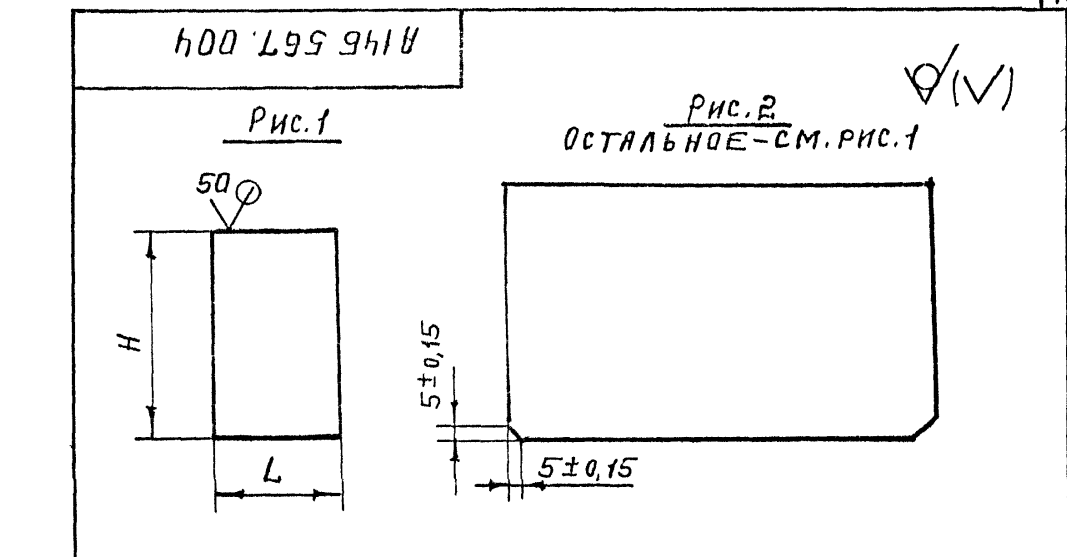 А146 567.004
Рис.1
Рис.2
ОСТАЛЬНОЕ-СМ.РИС.1
(√)
50
H
L
5±0,15
5±0,15